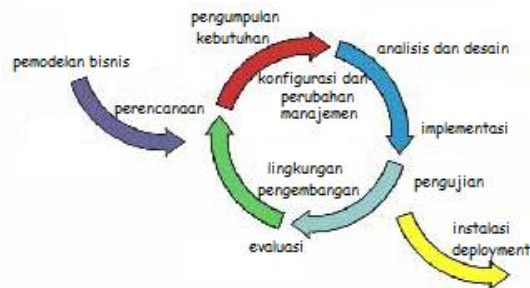 pengumpulan
kebutuhan
analisis dan desain
pemodelan bisnis
konfigurasi dan
perubahan
manajemen
perencanaan
implementasi
lingkungan
pengembangan
pengujian
evaluasi
instalasi
deployment